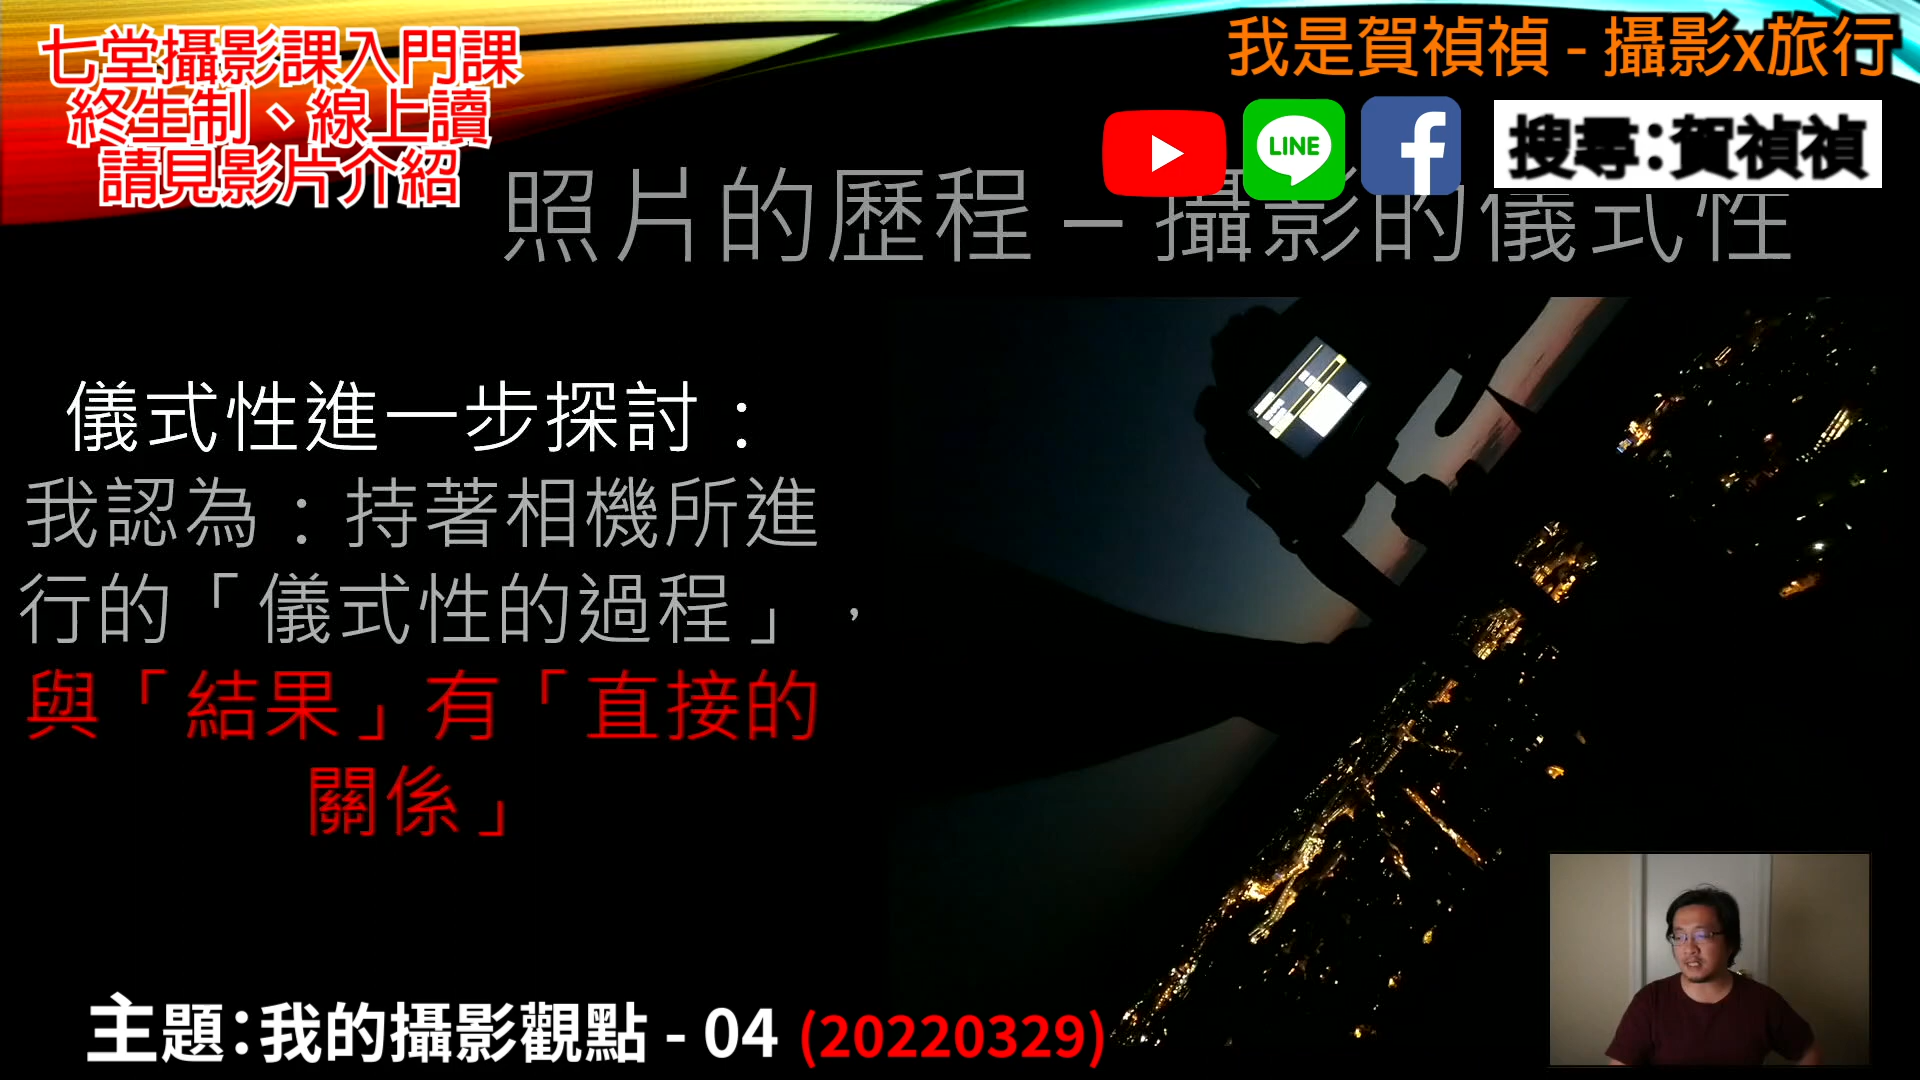 七堂攝影課入門課
終生制、線上讀
請見影片介紹
我是賀禎禎 - 攝影x旅行
LINE
搜尋:賀禎禎
照片的歷程 – 攝影的儀式性
儀式性進一步探討：
我認為：持著相機所進
行的「儀式性的過程」，
與「結果」有「直接的
關係」
主題:我的攝影觀點 - 04 (20220329)